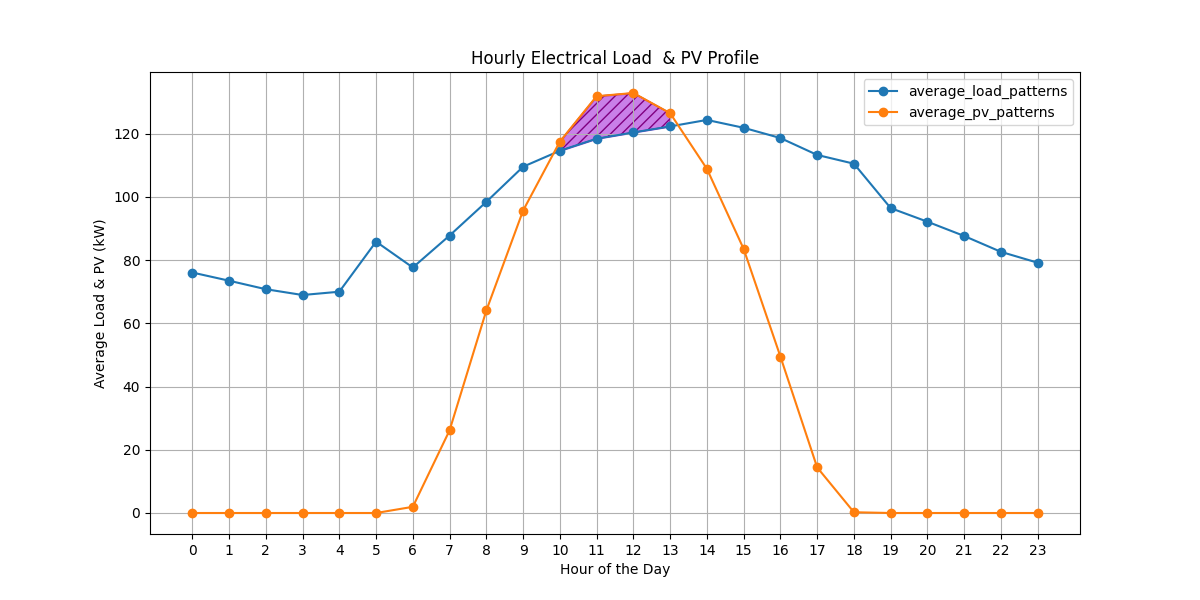 Hourly Electrical Load  & PV Profile
average_load_patterns
average_pv_patterns
Average Load & PV (kW)
120
100
80
60
40
20
0
0 1 2 3 4 5 6 7 8 9 10 11 12 13 14 15 16 17 18 19 20 21 22 23
Hour of the Day